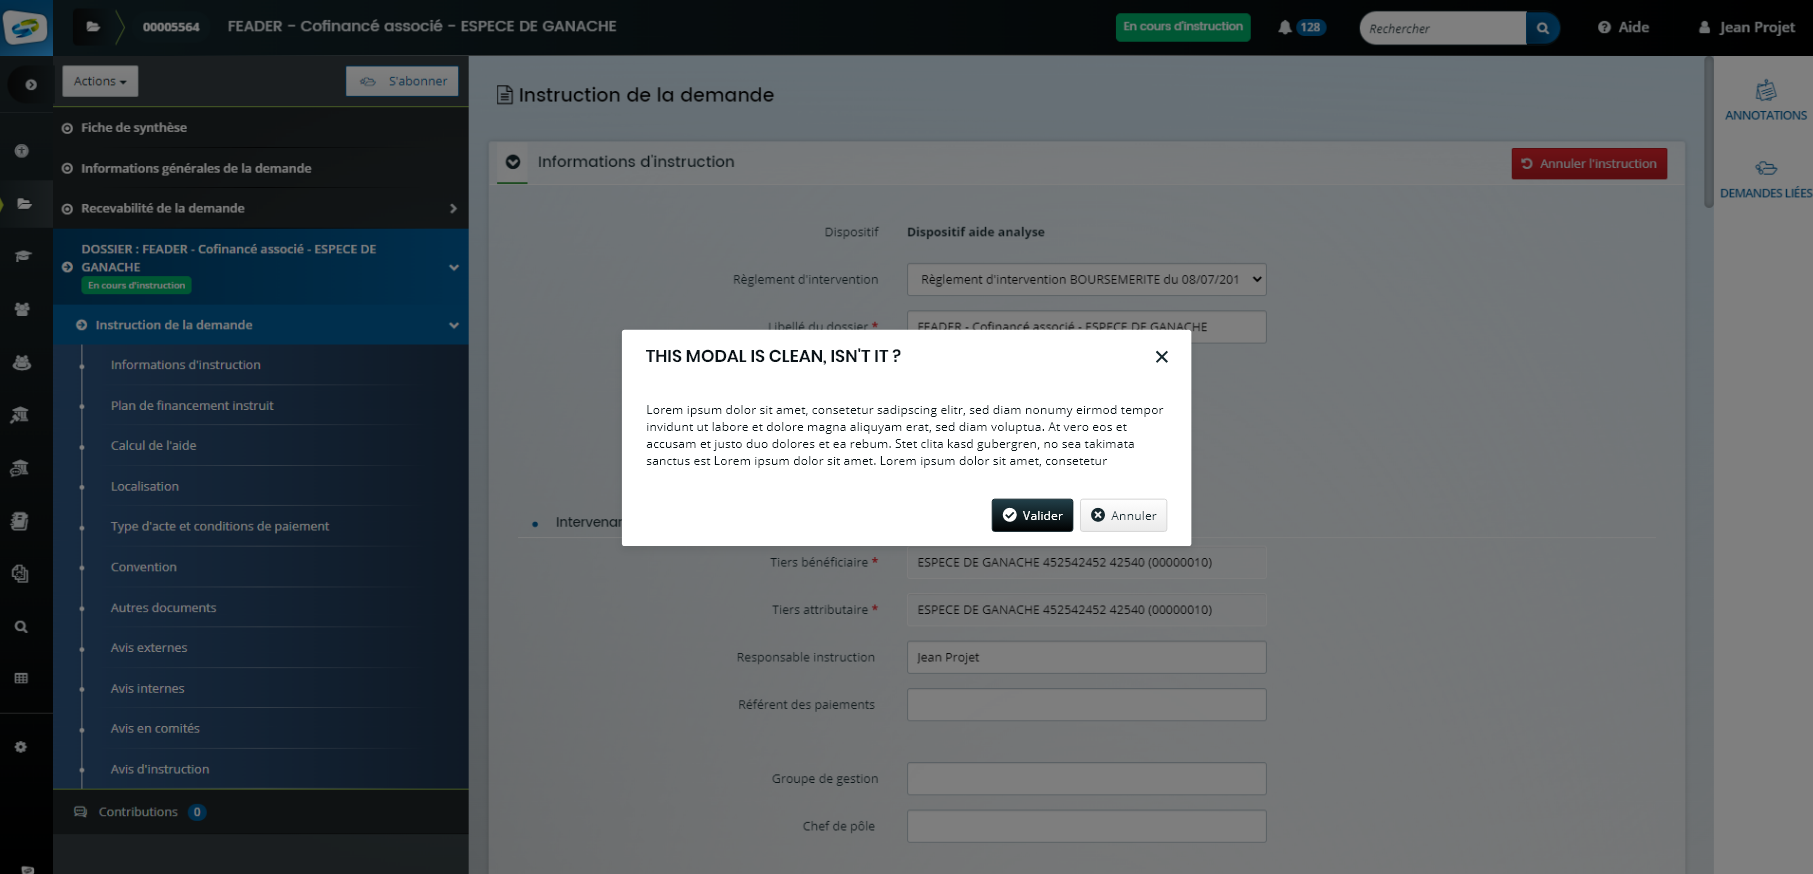 00005564
FEADER - Cofinancé associé - ESPECE DE GANACHE
En cours d'instruction
128
Rechercher
Aide
Jean Projet
Actions
S'abonner
Fiche de synthèse
Informations générales de la demande
Recevabilité de la demande
DOSSIER : FEADER - Cofinancé associé - ESPECE DE
GANACHE
En cours d'instruction
Instruction de la demande
Informations d'instruction
Plan de financement instruit
Calcul de l'aide
Localisation
Type d'acte et conditions de paiement
Convention
Autres documents
Avis externes
Avis internes
Avis en comités
Avis d'instruction
Contributions 0
Instruction de la demande
Informations d'instruction
Annuler l'instruction
Dispositif Dispositif aide analyse
Règlement d'intervention Règlement d'intervention BOURSEMERITE du 08/07/201
Libellé du dossier * FEADER - Cofinancé associé - ESPECE DE GANACHE
THIS MODAL IS CLEAN, ISN'T IT ?
Lorem ipsum dolor sit amet, consetetur sadipscing elitr, sed diam nonumy eirmod tempor
invidunt ut labore et dolore magna aliquyam erat, sed diam voluptua. At vero eos et
accusam et justo duo dolores et ea rebum. Stet clita kasd gubergren, no sea takimata
sanctus est Lorem ipsum dolor sit amet. Lorem ipsum dolor sit amet, consetetur
Valider
Annuler
Intervenan
Tiers bénéficiaire * ESPECE DE GANACHE 452542452 42540 (00000010)
Tiers attributaire * ESPECE DE GANACHE 452542452 42540 (00000010)
Responsable instruction Jean Projet
Référent des paiements
Groupe de gestion
Chef de pôle
ANNOTATIONS
DEMANDES LIÉES